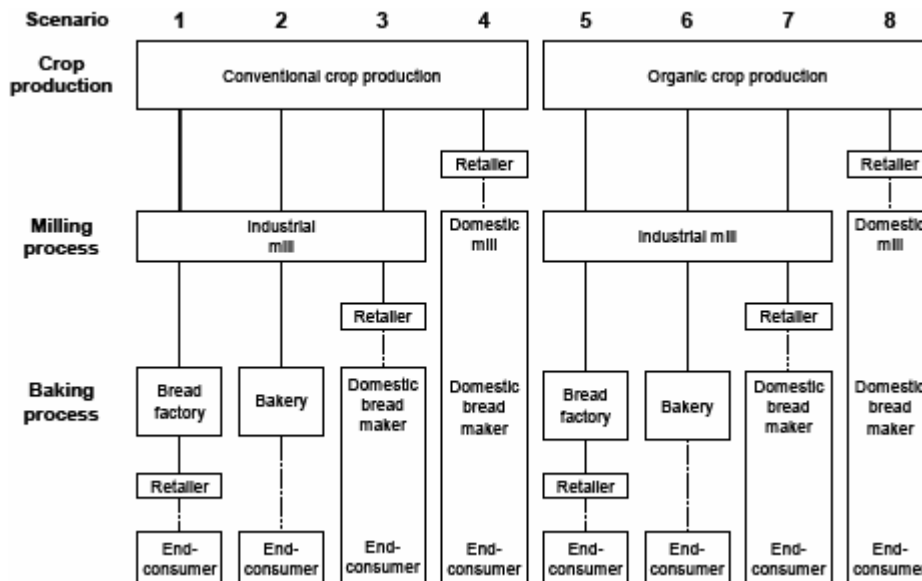 Scenario 1 2 3 4 5 6 7 8
Crop
production
Conventional crop production
Organic crop production
Retailer
Retailer
Milling
process
Industrial
mill
Domestic
mill
Industrial mill
Domestic
mill
Retailer
Retailer
Baking
process
Bread
factory
Bakery
Domestic
bread
maker
Domestic
bread
maker
Bread
factory
Bakery
Domestic
bread
maker
Domestic
bread
maker
Retailer
Retailer
End-
consumer
End-
consumer
End-
consumer
End-
consumer
End-
consumer
End-
consumer
End-
consumer
End-
consumer